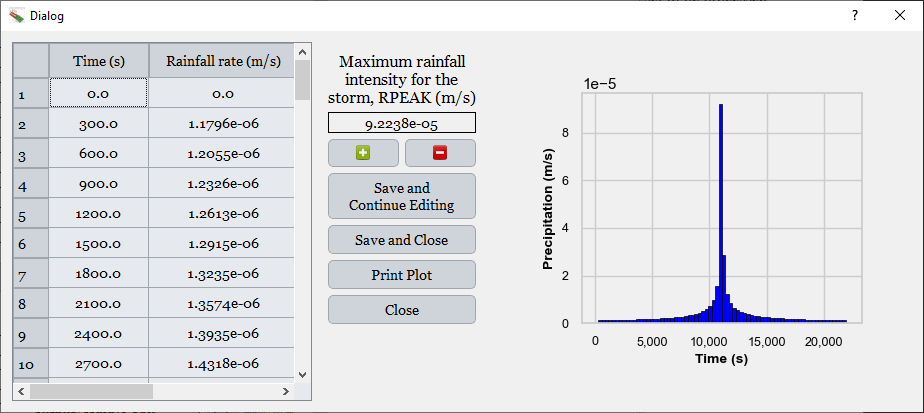 Dialog
?
Time (s) Rainfall rate (m/s)
1 0.0 0.0
2 300.0 1.1796e-06
3 600.0 1.2055e-06
4 900.0 1.2326e-06
5 1200.0 1.2613e-06
6 1500.0 1.2915e-06
7 1800.0 1.3235e-06
8 2100.0 1.3574e-06
9 2400.0 1.3935e-06
10 2700.0 1.4318e-06
Maximum rainfall
intensity for the
storm, RPEAK (m/s)
9.2238e-05
Save and
Continue Editing
Save and Close
Print Plot
Close
1e−5
8
6
4
2
0
Precipitation (m/s)
0 5,000 10,000 15,000 20,000
Time (s)